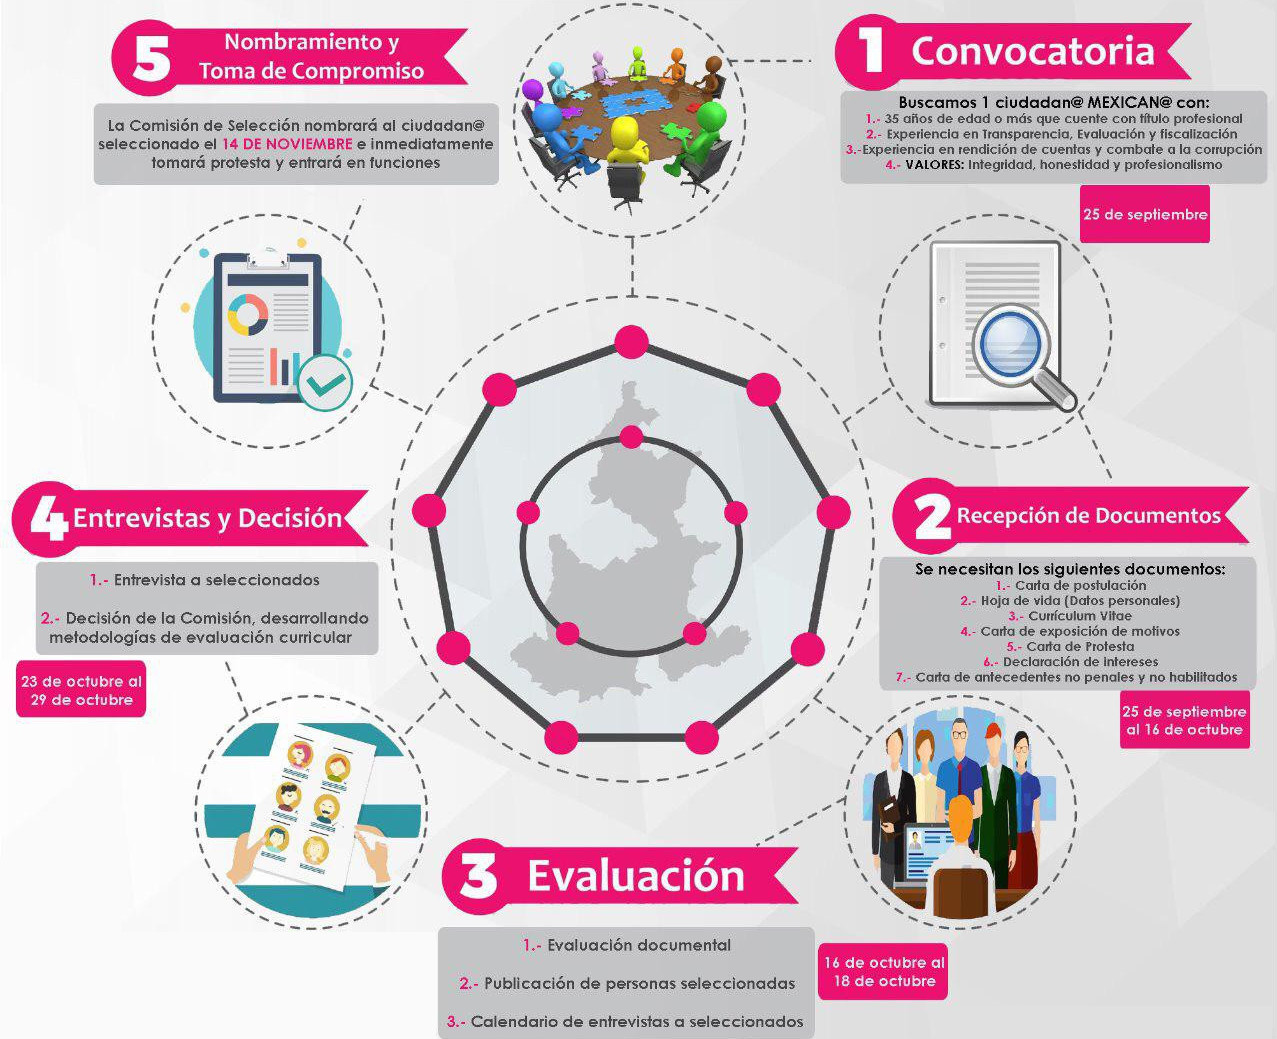 1 Convocatoria
Buscamos 1 ciudadan@ MEXICAN@ con:
1.- 35 años de edad o más que cuente con título profesional
2.- Experiencia en Transparencia, Evaluación y fiscalización
3.-Experiencia en rendición de cuentas y combate a la corrupción
4.- VALORES: Integridad, honestidad y profesionalismo
25 de septiembre
2 Recepción de Documentos
Se necesitan los siguientes documentos:
1.- Carta de postulación
2.- Hoja de vida (Datos personales)
3.- Currículum Vitae
4.- Carta de exposición de motivos
5.- Carta de Protesta
6.- Declaración de intereses
7.- Carta de antecedentes no penales y no habilitados
25 de septiembre
al 16 de octubre
3 Evaluación
1.- Evaluación documental
2.- Publicación de personas seleccionadas
3.- Calendario de entrevistas a seleccionados
16 de octubre al
18 de octubre
4 Entrevistas y Decisión
1.- Entrevista a seleccionados
2.- Decisión de la Comisión, desarrollando
metodologías de evaluación curricular
23 de octubre al
29 de octubre
5 Nombramiento y
Toma de Compromiso
La Comisión de Selección nombrará al ciudadan@
seleccionado el 14 DE NOVIEMBRE e inmediatamente
tomará protesta y entrará en funciones